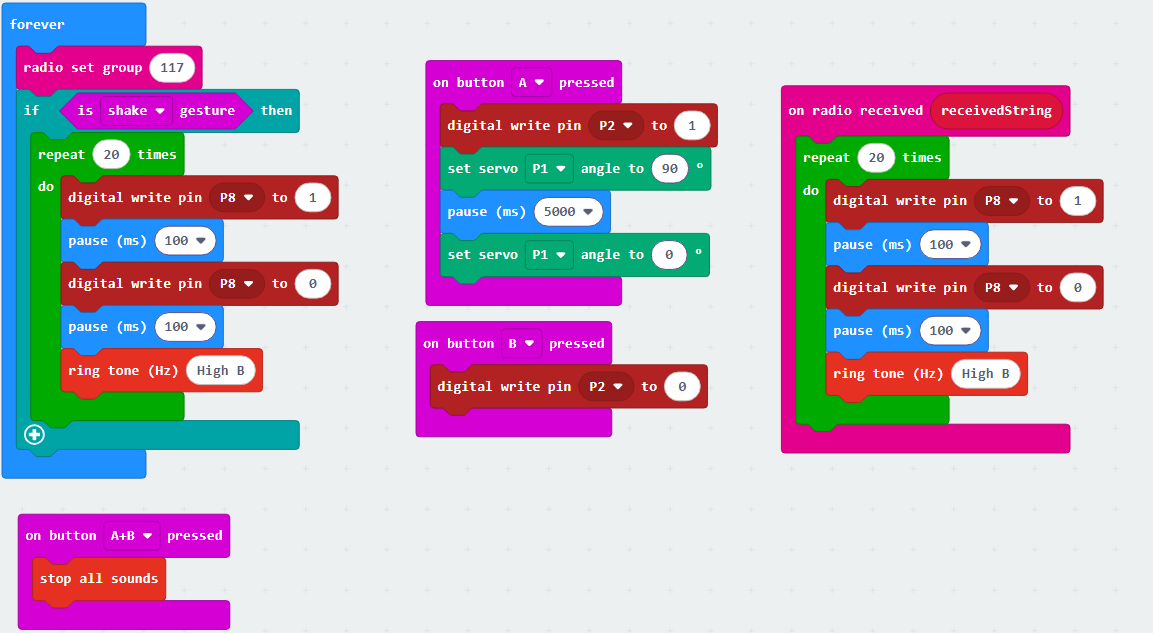 forever
radio set group 117
if is shake gesture then
repeat 20 times
do digital write pin P8 to 1
pause (ms) 100
digital write pin P8 to 0
pause (ms) 100
ring tone (Hz) High B
on button A+B pressed
stop all sounds
on button A pressed
digital write pin P2 to 1
set servo P1 angle to 90 °
pause (ms) 5000
set servo P1 angle to 0 °
on button B pressed
digital write pin P2 to 0
on radio received receivedString
repeat 20 times
do digital write pin P8 to 1
pause (ms) 100
digital write pin P8 to 0
pause (ms) 100
ring tone (Hz) High B